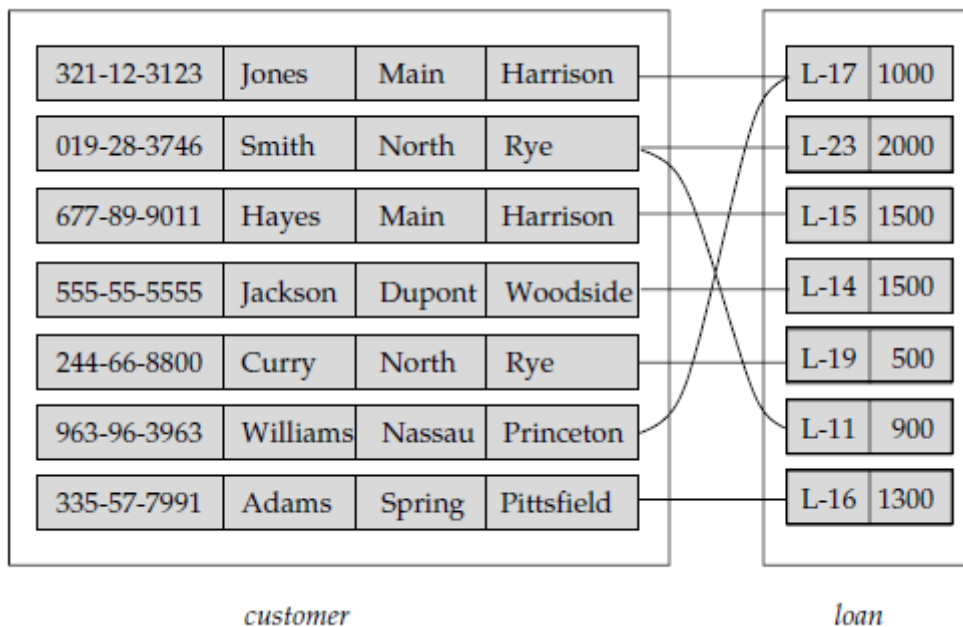 321-12-3123 Jones Main Harrison L-17 1000
019-28-3746 Smith North Rye L-23 2000
677-89-9011 Hayes Main Harrison L-15 1500
555-55-5555 Jackson Dupont Woodside L-14 1500
244-66-8800 Curry North Rye L-19 500
963-96-3963 Williams Nassau Princeton L-11 900
335-57-7991 Adams Spring Pittsfield L-16 1300
customer loan